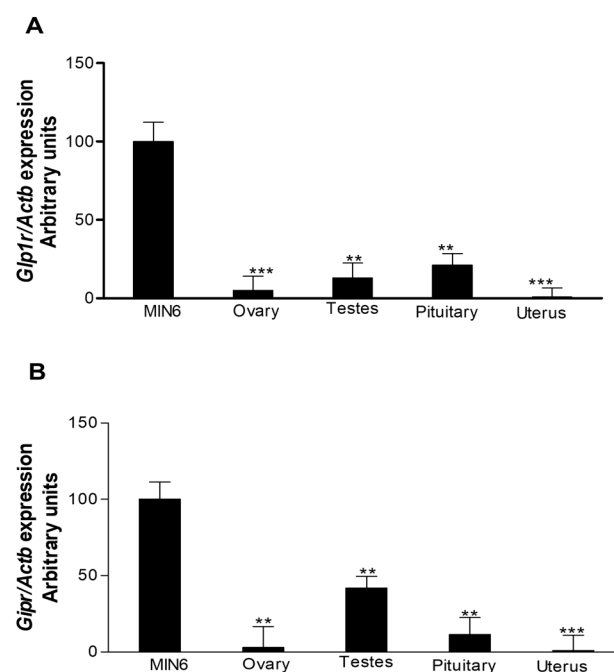 A
Glp1r/Actb expression
Arbitrary units
150
100
50
0
***
**
**
***
MIN6 Ovary Testes Pituitary Uterus
B
Gipr/Actb expression
Arbitrary units
150
100
50
0
**
**
**
***
MIN6 Ovary Testes Pituitary Uterus